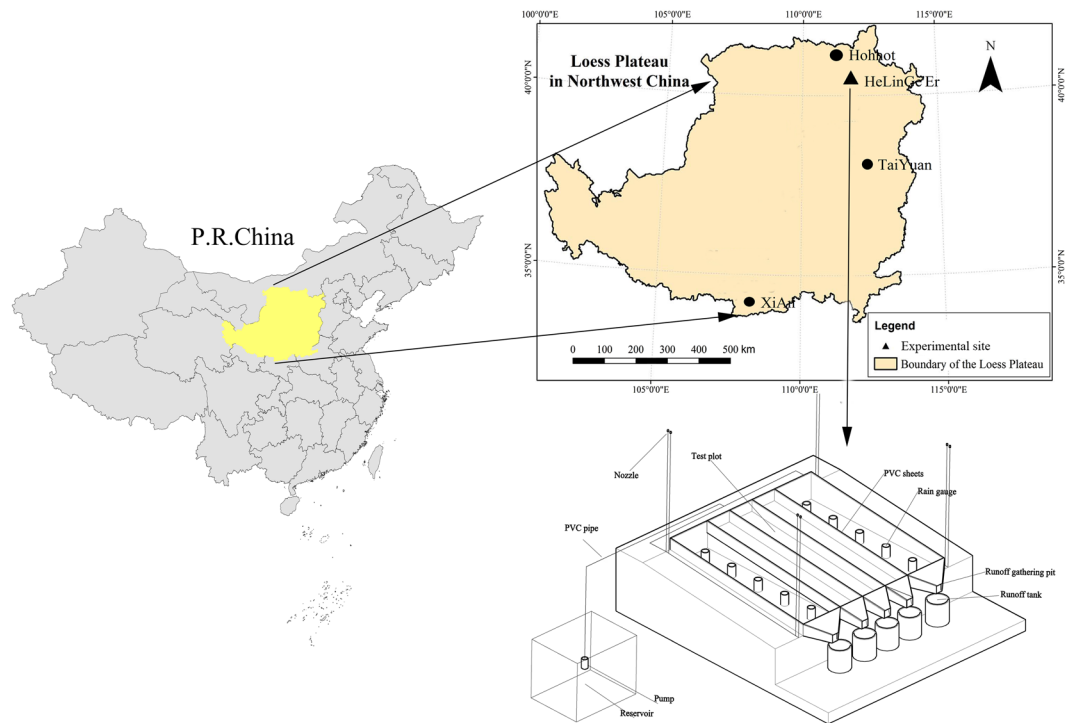 P.R.China
100°0'0"E
105°0'0"E
110°0'0"E
115°0'0"E
Loess Plateau
in Northwest China
40°0'0"N
40°0'0"N
35°0'0"N
35°0'0"N
Hohhot
HeLinGe'Er
N
TaiYuan
XiAn
0 100 200 300 400 500 km
Legend
Experimental site
Boundary of the Loess Plateau
105°0'0"E
110°0'0"E
115°0'0"E
Nozzle
Test plot
PVC sheets
Rain gauge
PVC pipe
Runoff gathering pit
Runoff tank
Pump
Reservoir